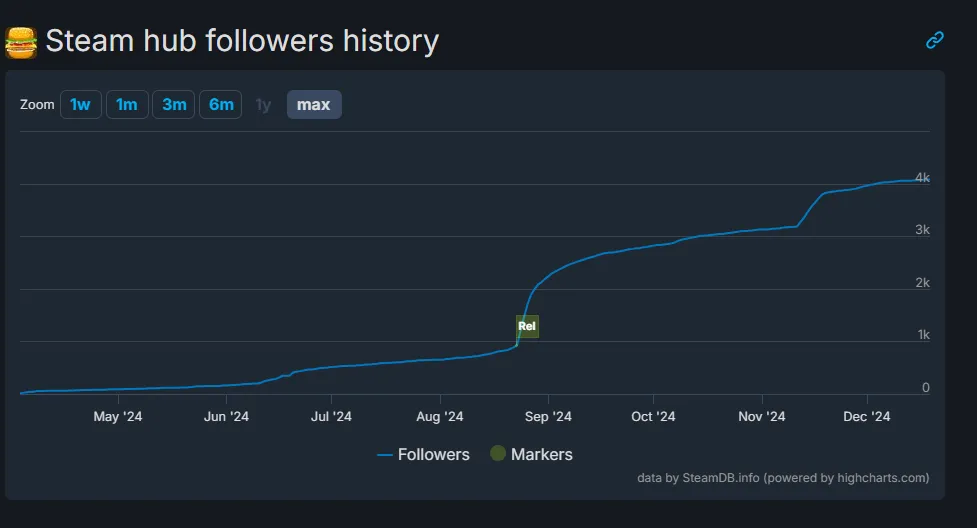 Steam hub followers history
Zoom 1w 1m 3m 6m 1y max
4k
3k
2k
1k
0
Rel
May '24 Jun '24 Jul '24 Aug '24 Sep '24 Oct '24 Nov '24 Dec '24
Followers Markers
data by SteamDB.info (powered by highcharts.com)